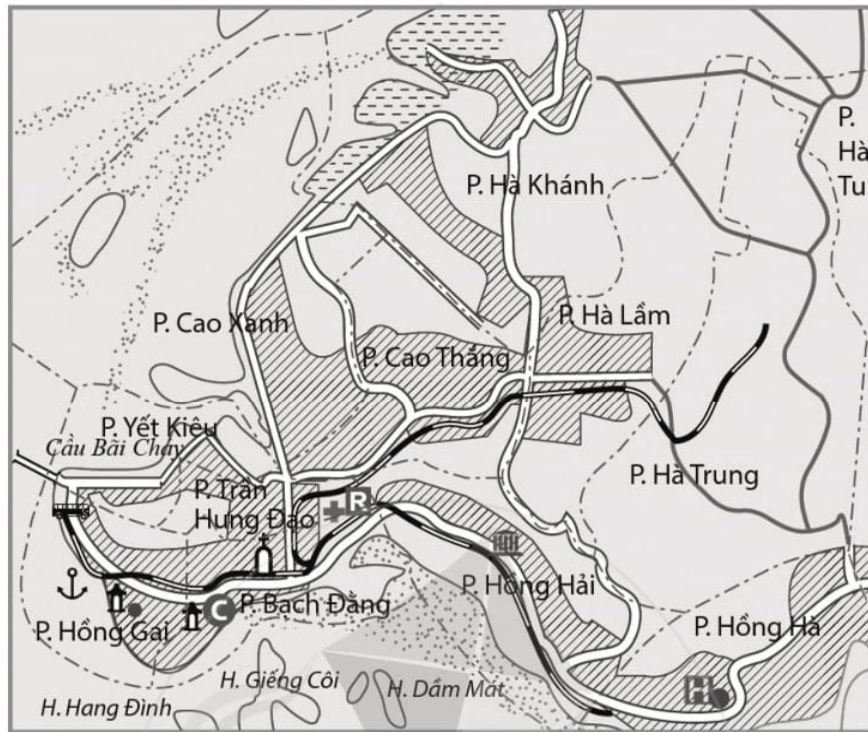 P.
Hà
Tu
P. Hà Khánh
P. Cao Xanh
P. Hà Lầm
P. Cao Thắng
P. Yết Kiêu
Cầu Bãi Cháy
P. Hà Trung
P. Trần
Hưng Đạo
R
P. Hồng Hải
P. Bạch Đằng
C
P. Hồng Gai
P. Hồng Hà
H
H. Giếng Côi
H. Dầm Mát
H. Hang Đình